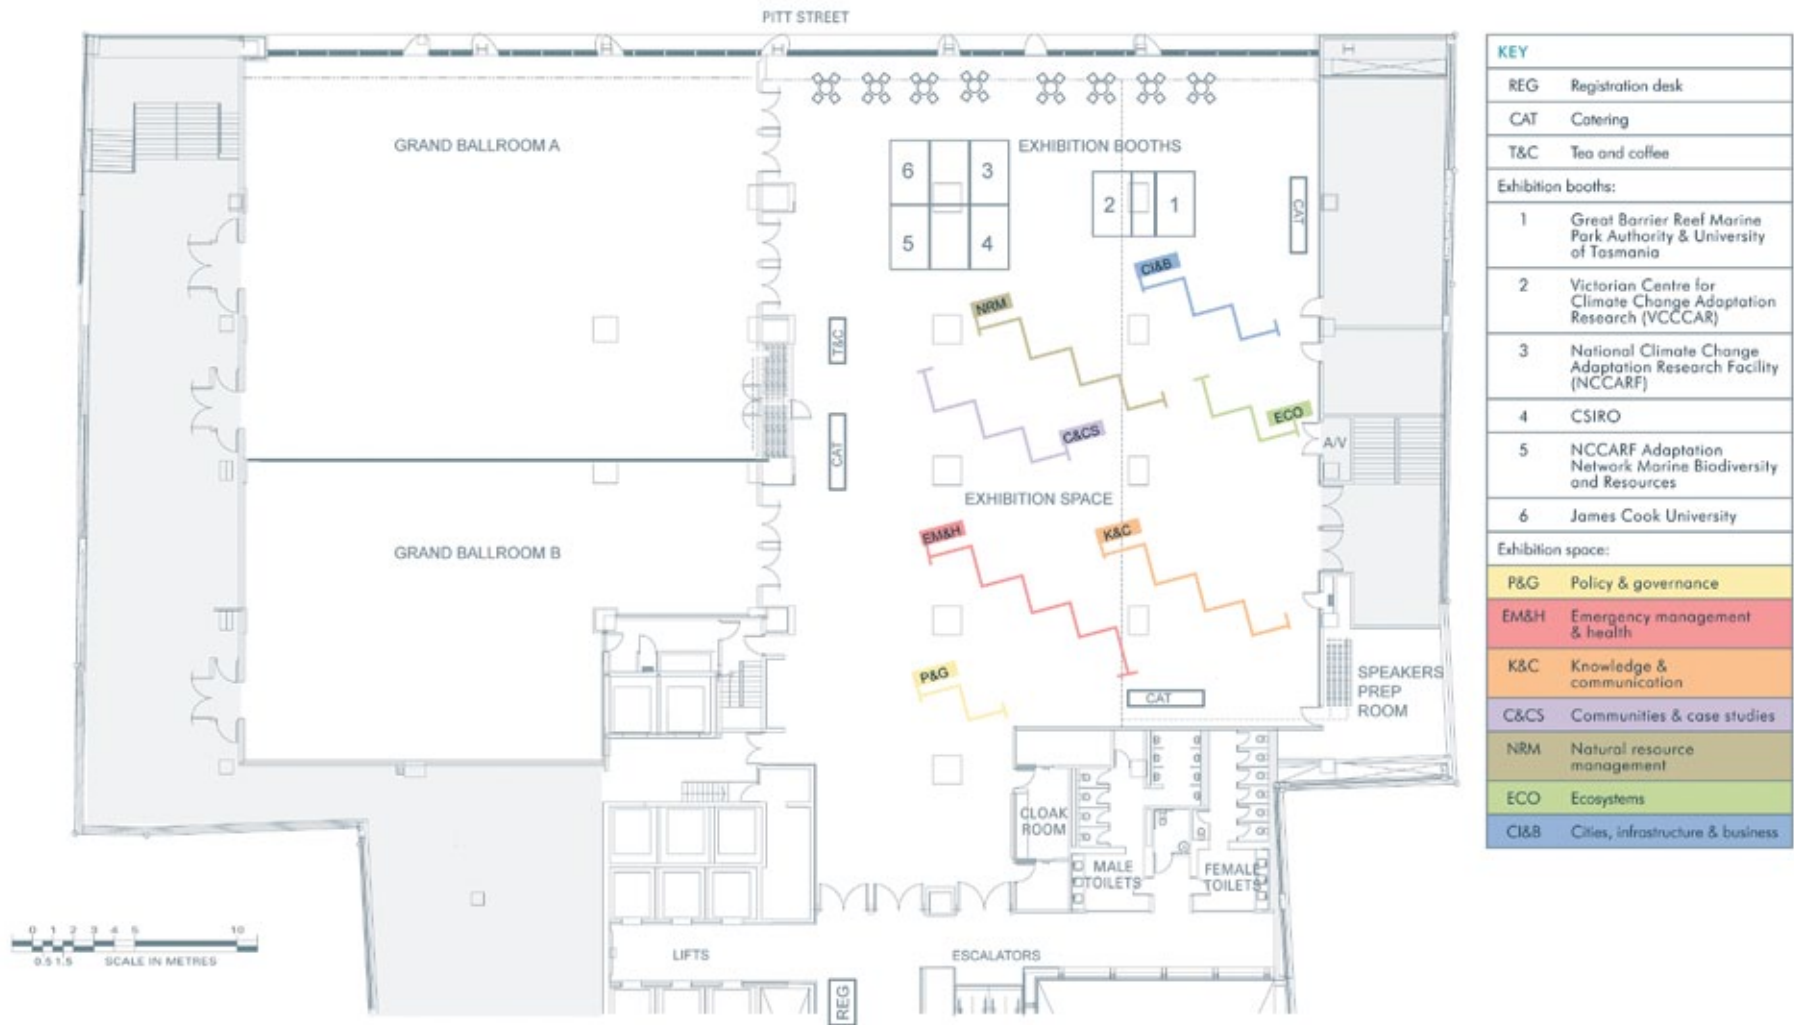 PITT STREET
GRAND BALLROOM A
EXHIBITION BOOTHS
6
3
5
4
2
1
CAT
CI&B
NRM
T&C
CAT
C&CS
ECO
A/V
EXHIBITION SPACE
GRAND BALLROOM B
EM&H
K&C
P&G
CAT
SPEAKERS
PREP
ROOM
CLOAK
ROOM
MALE
TOILETS
FEMALE
TOILETS
LIFTS
ESCALATORS
REG
0 1 2 3 4 5 10
0.5 1.5 SCALE IN METRES
KEY
REG Registration desk
CAT Catering
T&C Tea and coffee
Exhibition booths:
1 Great Barrier Reef Marine
Park Authority & University
of Tasmania
2 Victorian Centre for
Climate Change Adaptation
Research (VCCCAR)
3 National Climate Change
Adaptation Research Facility
(NCCARF)
4 CSIRO
5 NCCARF Adaptation
Network Marine Biodiversity
and Resources
6 James Cook University
Exhibition space:
P&G Policy & governance
EM&H Emergency management
& health
K&C Knowledge &
communication
C&CS Communities & case studies
NRM Natural resource
management
ECO Ecosystems
CI&B Cities, infrastructure & business